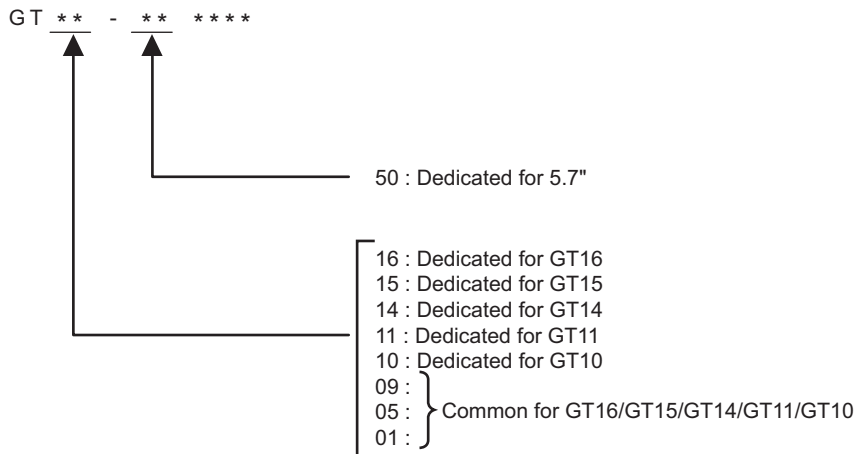 GT ** - ** ****
50 : Dedicated for 5.7"
16 : Dedicated for GT16
15 : Dedicated for GT15
14 : Dedicated for GT14
11 : Dedicated for GT11
10 : Dedicated for GT10
09 :
05 : Common for GT16/GT15/GT14/GT11/GT10
01 :